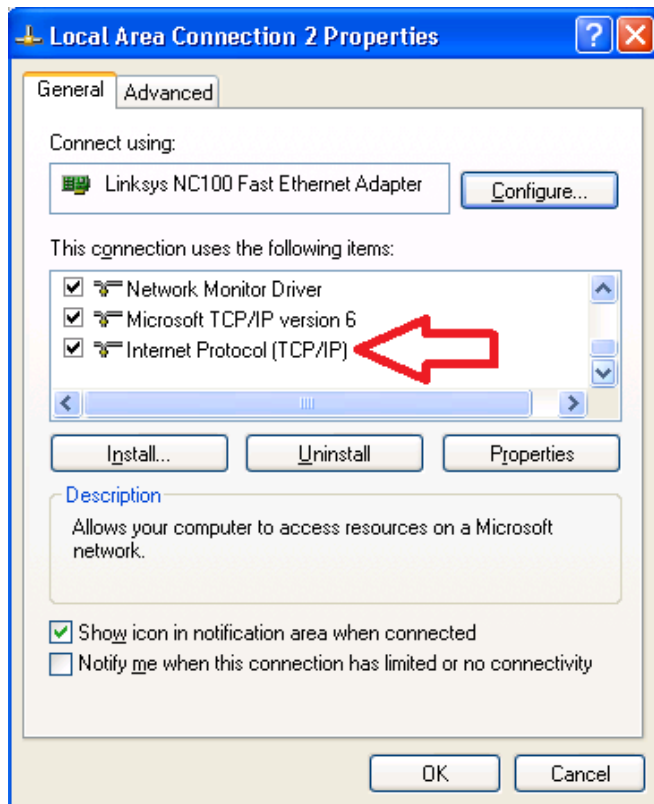 Local Area Connection 2 Properties
General
Advanced
Connect using:
Linksys NC100 Fast Ethernet Adapter
Configure...
This connection uses the following items:
Network Monitor Driver
Microsoft TCP/IP version 6
Internet Protocol (TCP/IP)
Install...
Uninstall
Properties
Description
Allows your computer to access resources on a Microsoft
network.
Show icon in notification area when connected
Notify me when this connection has limited or no connectivity
OK
Cancel